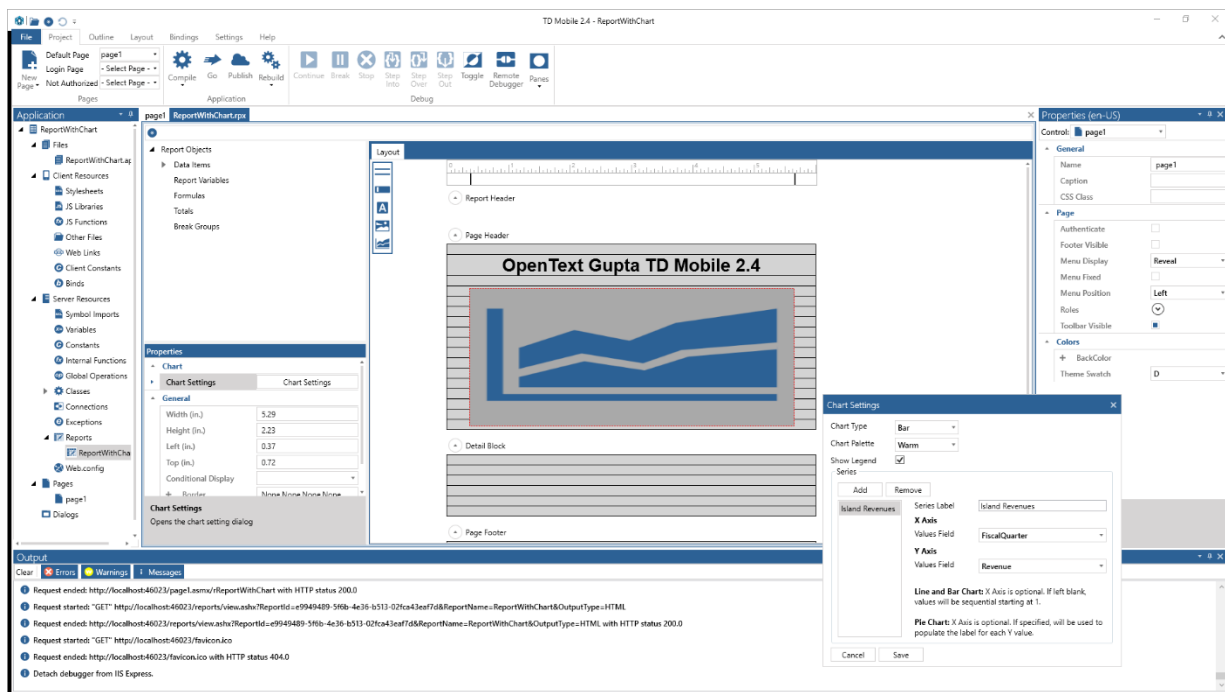 TD Mobile 2.4 - ReportWithChart
File Project Outline Layout Bindings Settings Help
Default Page page1
Login Page - Select Page -
Not Authorized - Select Page -
New Page
Pages
Compile Go Publish Rebuild
Application
Continue Break Stop Step Into Step Over Step Out Toggle Remote Debugger Panes
Debug
Application
ReportWithChart
Files
ReportWithChart.ap
Client Resources
Stylesheets
JS Libraries
JS Functions
Other Files
Web Links
Client Constants
Binds
Server Resources
Symbol Imports
Variables
Constants
Internal Functions
Global Operations
Classes
Connections
Exceptions
Reports
ReportWithCha
Web.config
Pages
page1
Dialogs
page1 ReportWithChart.rpx
Report Objects
Data Items
Report Variables
Formulas
Totals
Break Groups
Properties
Chart
Chart Settings Chart Settings
General
Width (in.) 5.29
Height (in.) 2.23
Left (in.) 0.37
Top (in.) 0.72
Conditional Display
Border None None None None
Chart Settings
Opens the chart setting dialog
Layout
0 1 2 3 4 5
Report Header
Page Header
OpenText Gupta TD Mobile 2.4
Detail Block
Page Footer
Properties (en-US)
Control: page1
General
Name page1
Caption
CSS Class
Page
Authenticate
Footer Visible
Menu Display Reveal
Menu Fixed
Menu Position Left
Roles
Toolbar Visible
Colors
+ BackColor
Theme Swatch D
Chart Settings
Chart Type Bar
Chart Palette Warm
Show Legend
Series
Add Remove
Island Revenues
Series Label Island Revenues
X Axis
Values Field FiscalQuarter
Y Axis
Values Field Revenue
Line and Bar Chart: X Axis is optional. If left blank,
values will be sequential starting at 1.
Pie Chart: X Axis is optional. If specified, will be used to
populate the label for each Y value.
Cancel Save
Output
Clear Errors Warnings Messages
Request ended: http://localhost:46023/page1.asmx/rReportWithChart with HTTP status 200.0
Request started: "GET" http://localhost:46023/reports/view.ashx?ReportId=e9949489-5f6b-4e36-b513-02fca43eaf7d&ReportName=ReportWithChart&OutputType=HTML
Request ended: http://localhost:46023/reports/view.ashx?ReportId=e9949489-5f6b-4e36-b513-02fca43eaf7d&ReportName=ReportWithChart&OutputType=HTML with HTTP status 200.0
Request started: "GET" http://localhost:46023/favicon.ico
Request ended: http://localhost:46023/favicon.ico with HTTP status 404.0
Detach debugger from IIS Express.